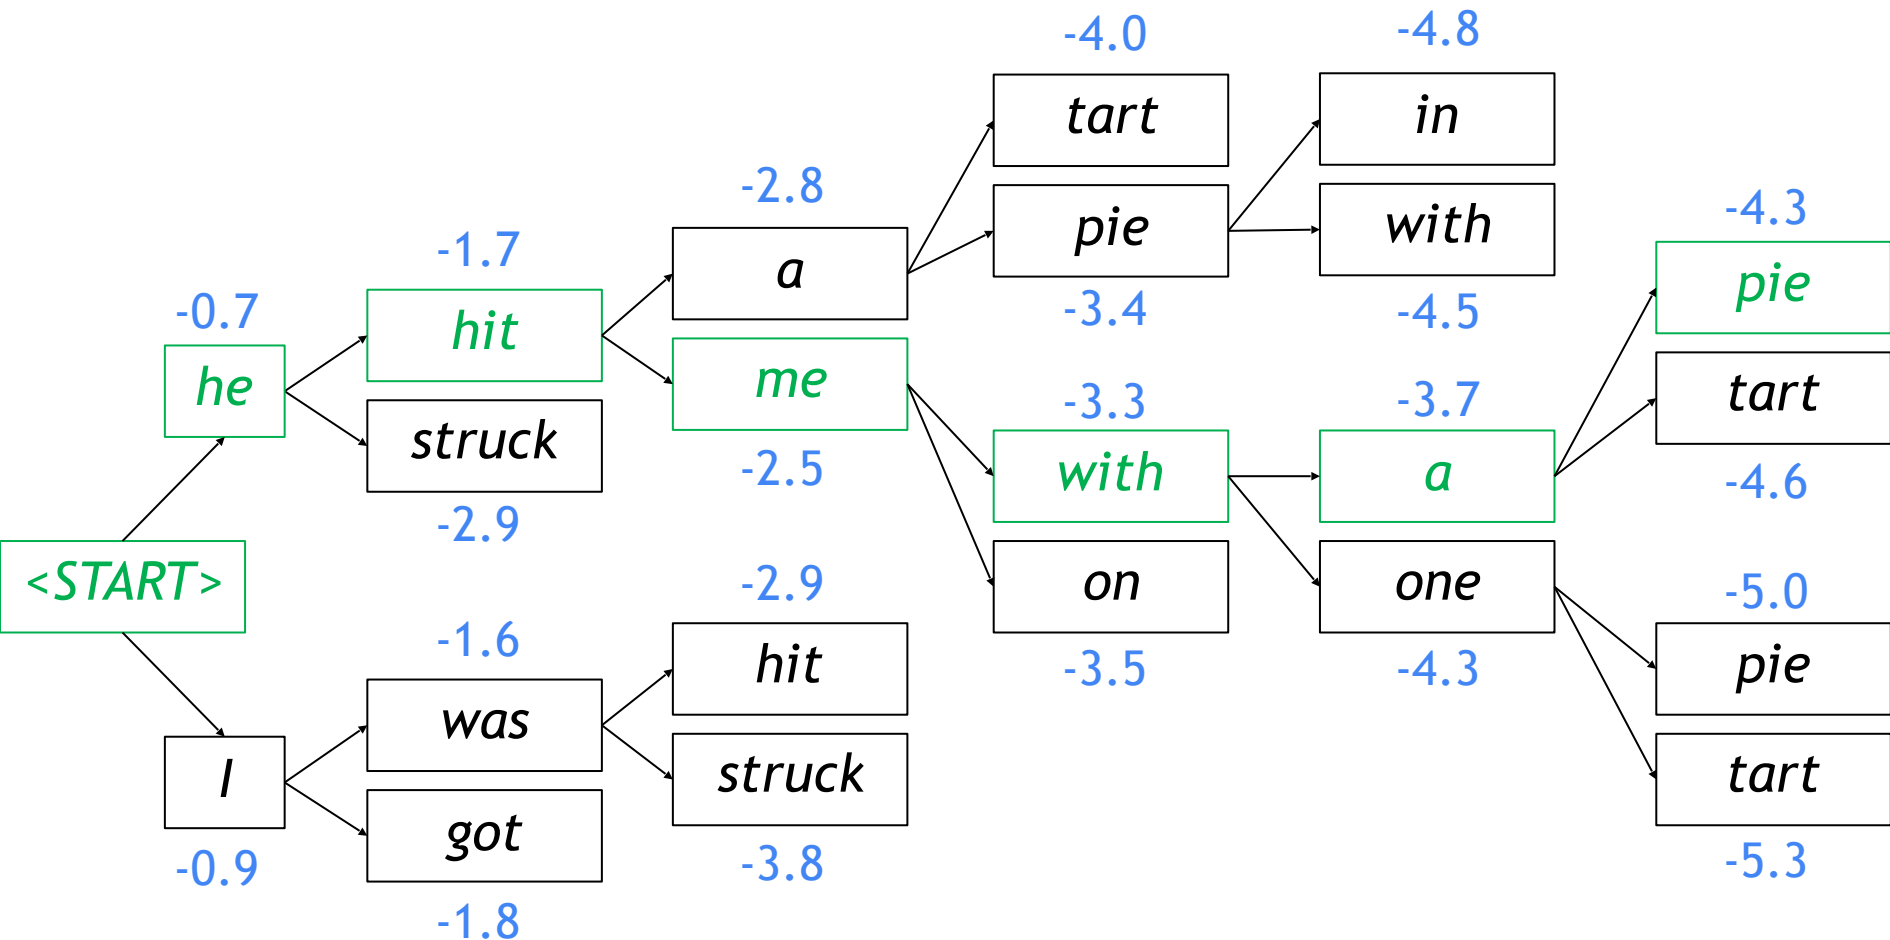 -4.0
-4.8
tart
in
-2.8
pie
with
-4.3
-1.7
a
-3.4
-4.5
pie
-0.7
hit
me
-3.3
-3.7
tart
he
struck
-2.5
with
a
-4.6
-2.9
<START>
-2.9
on
one
-5.0
-1.6
hit
-3.5
-4.3
pie
I
was
struck
tart
-0.9
got
-3.8
-5.3
-1.8